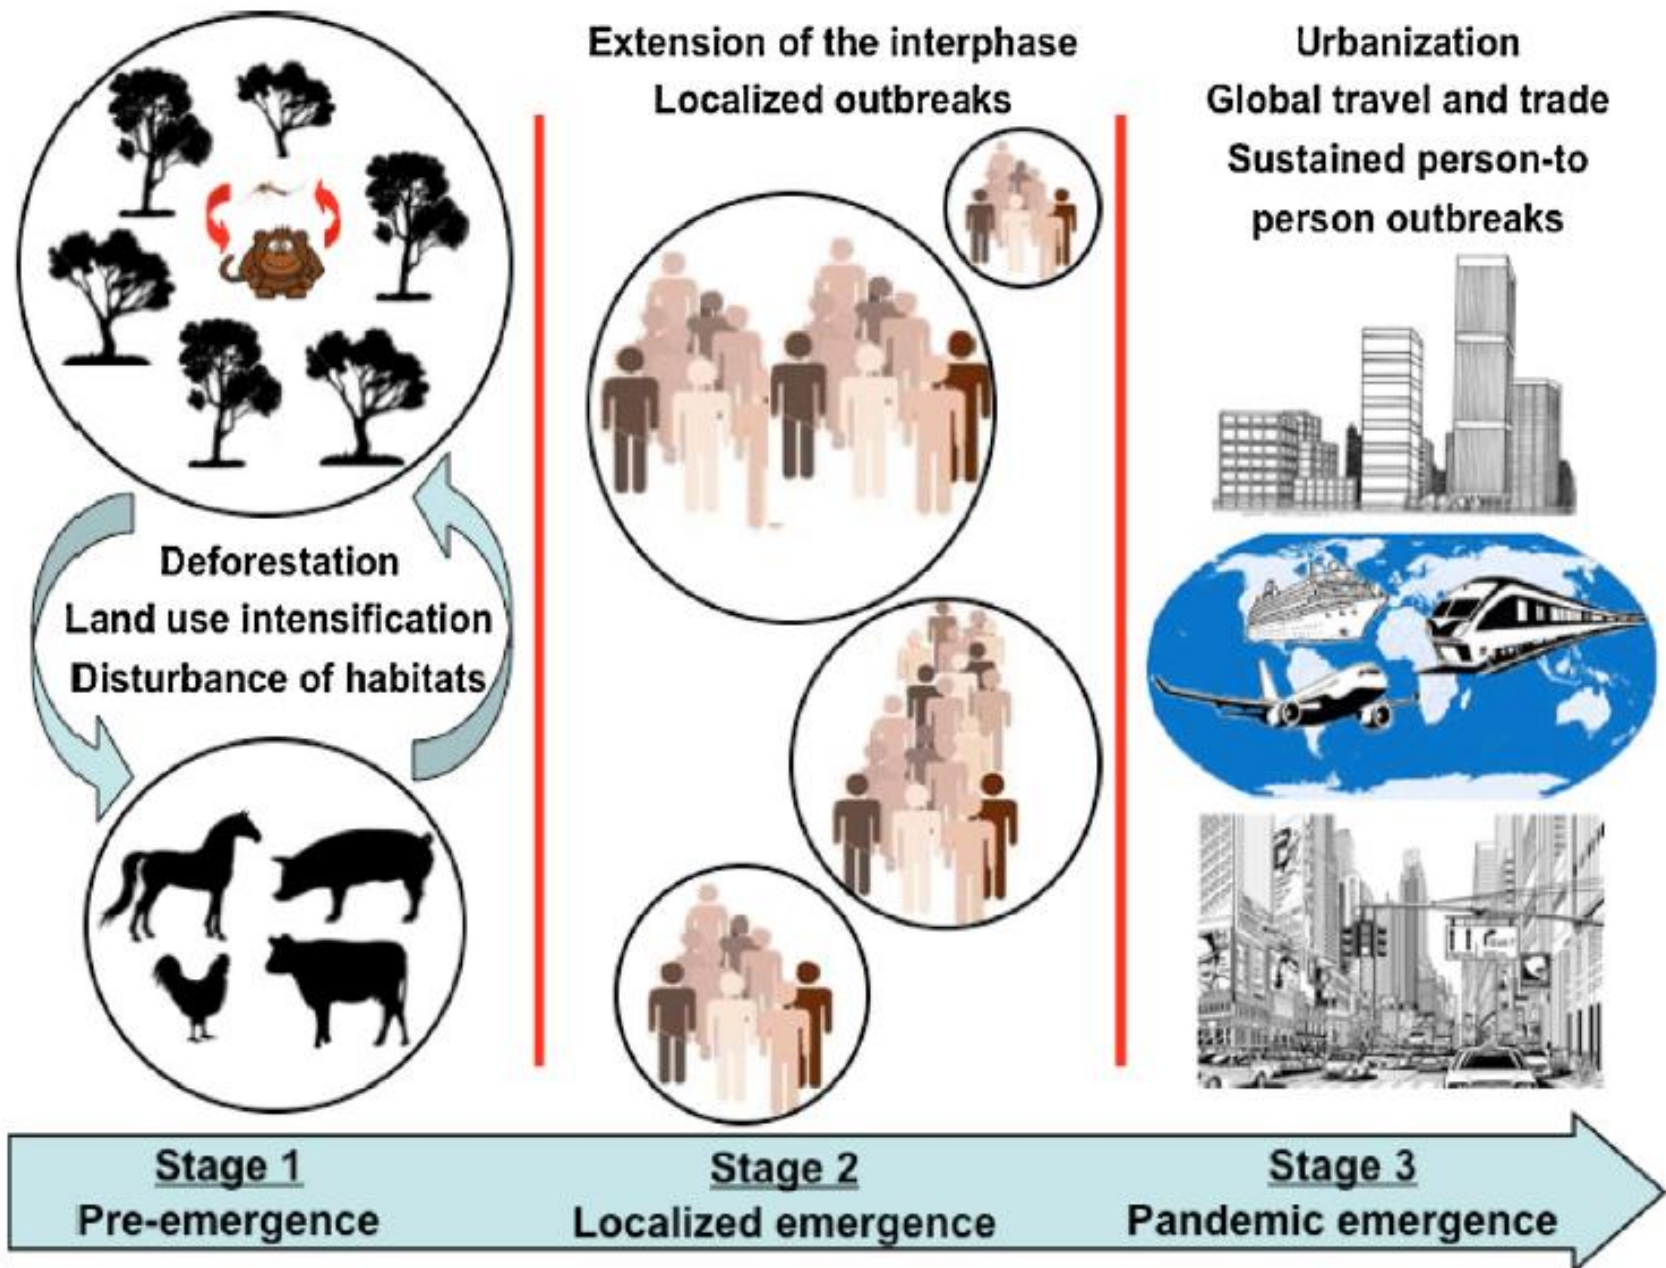 Extension of the interphase
Localized outbreaks
Urbanization
Global travel and trade
Sustained person-to
person outbreaks
Deforestation
Land use intensification
Disturbance of habitats
Stage 1
Pre-emergence
Stage 2
Localized emergence
Stage 3
Pandemic emergence